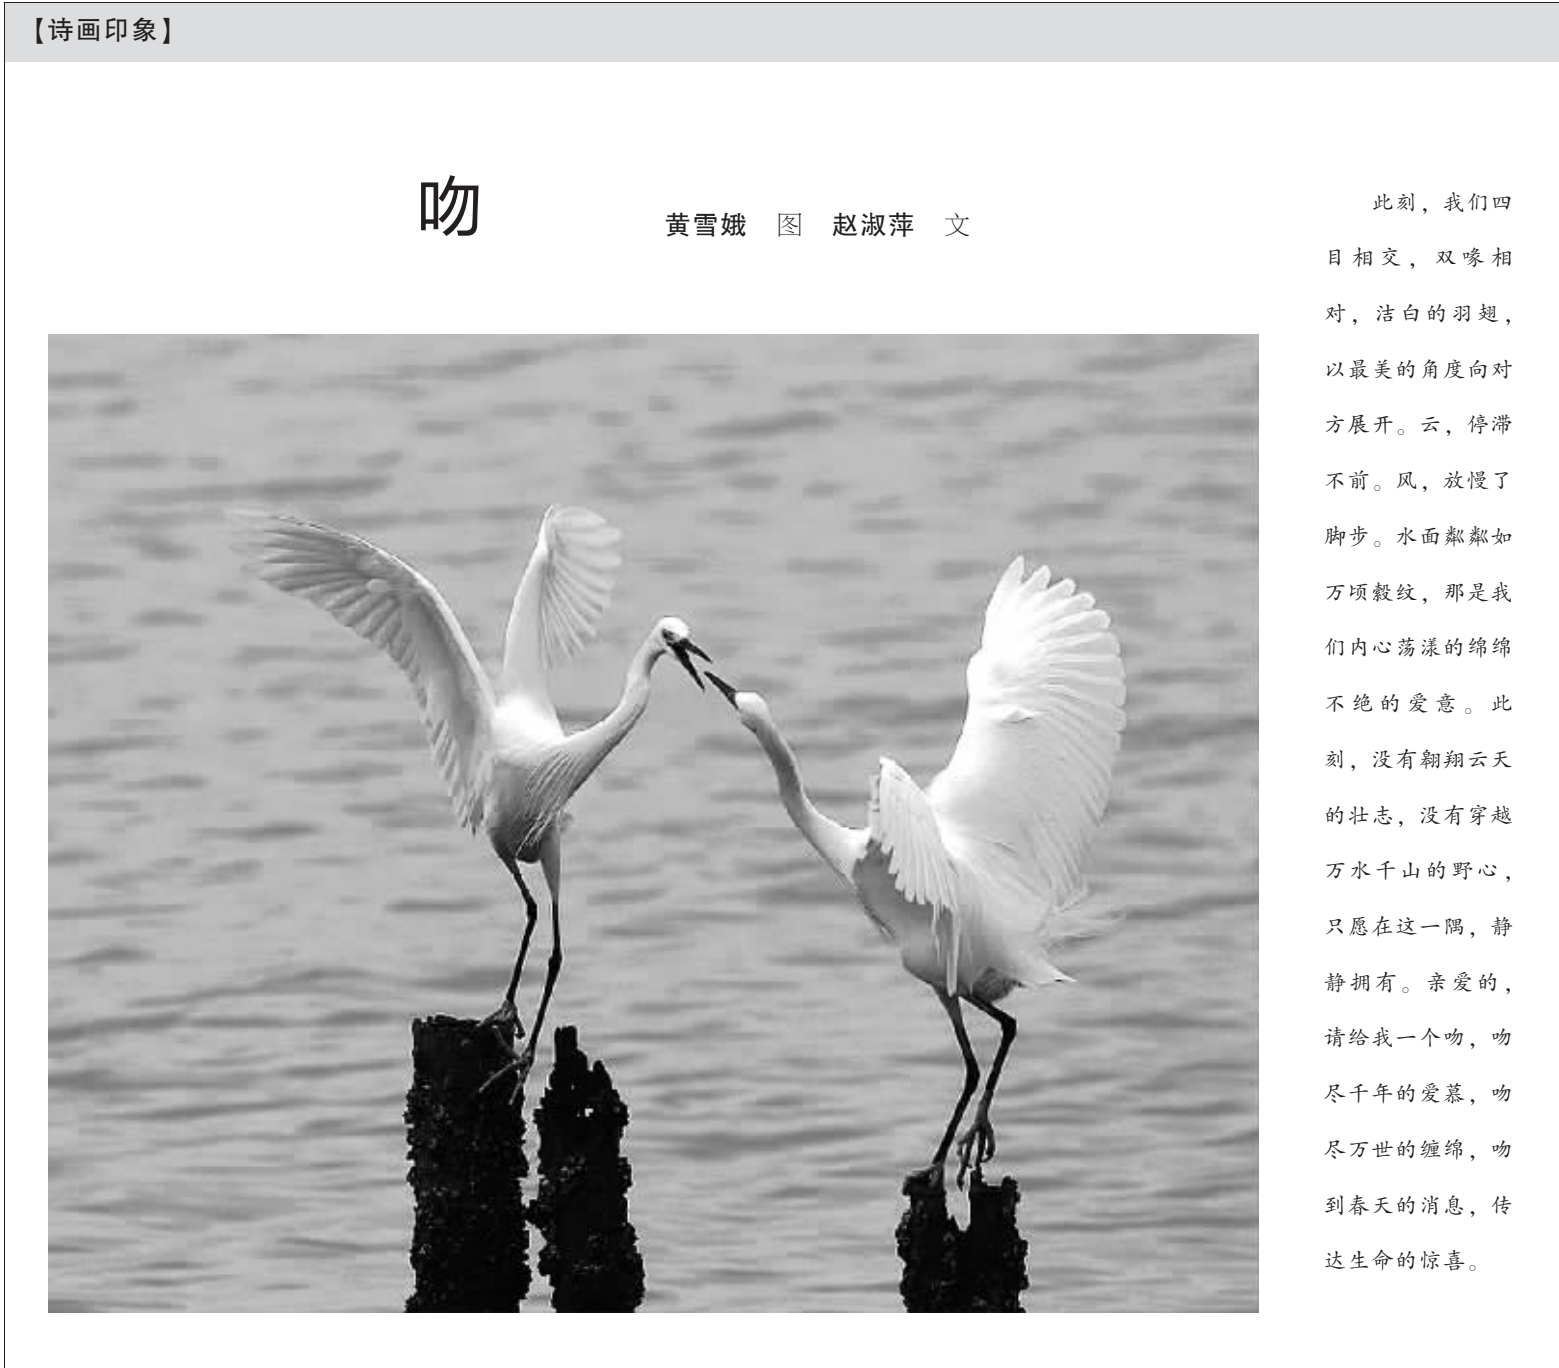 【诗画印象】
吻
黄雪娥 图 赵淑萍 文
此刻，我们四
目相交，双喙相
对，洁白的羽翅，
以最美的角度向对
方展开。云，停滞
不前。风，放慢了
脚步。水面粼粼如
万顷縠纹，那是我
们内心荡漾的绵绵
不绝的爱意。此
刻，没有翱翔云天
的壮志，没有穿越
万水千山的野心，
只愿在这一隅，静
静拥有。亲爱的，
请给我一个吻，吻
尽千年的爱慕，吻
尽万世的缠绵，吻
到春天的消息，传
达生命的惊喜。